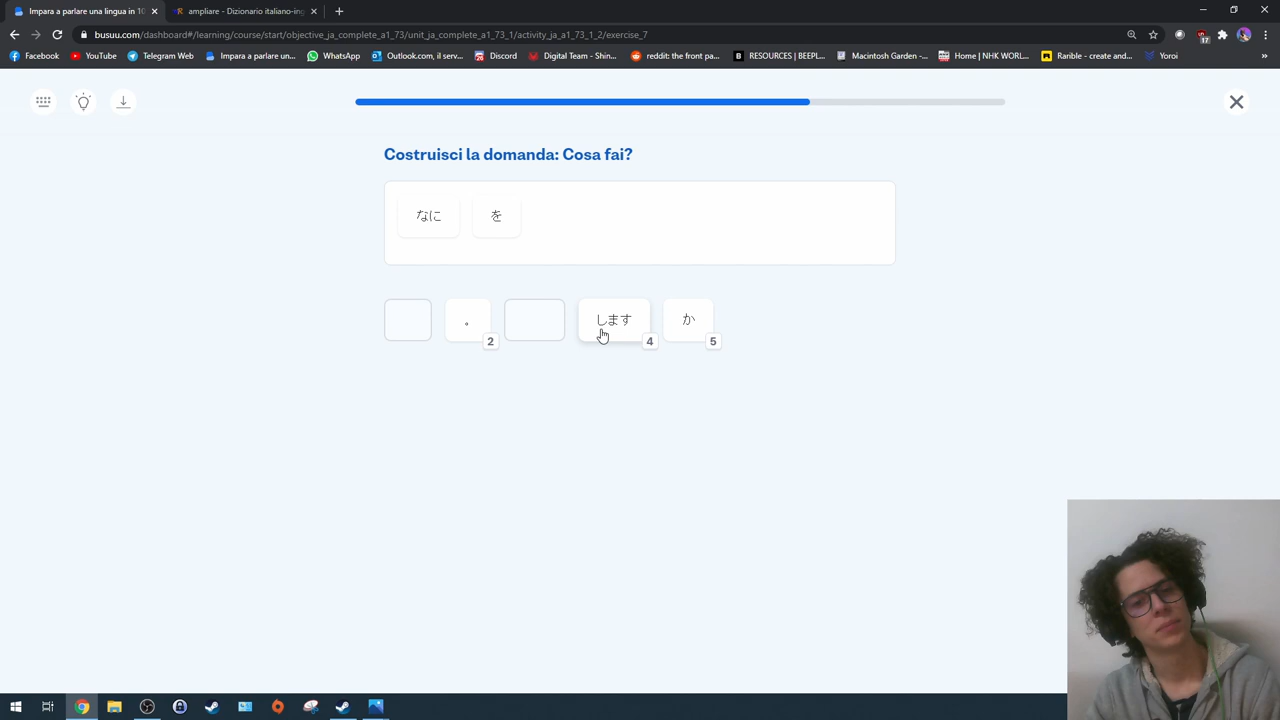 Impara a parlare una lingua in 10
ampliare - Dizionario italiano-ing
busuu.com/dashboard#/learning/course/start/objective_ja_complete_a1_73/unit_ja_complete_a1_73_1/activity_ja_a1_73_1_2/exercise_7
17
Facebook YouTube Telegram Web Impara a parlare un... WhatsApp Outlook.com, il serv... Discord Digital Team - Shin... reddit: the front pa... RESOURCES | BEEPL... Macintosh Garden -... Home | NHK WORL... Rarible - create and... Yoroi
Costruisci la domanda: Cosa fai?
なに を
。 2 します 4 か 5